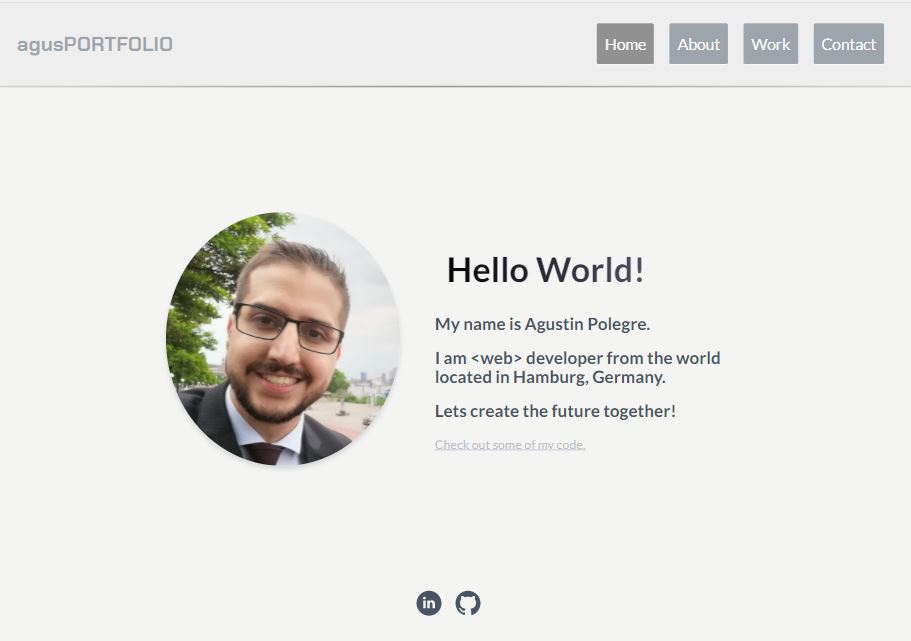 agusPORTFOLIO
Home
About
Work
Contact
Hello World!
My name is Agustin Polegre.
I am <web> developer from the world
located in Hamburg, Germany.
Lets create the future together!
Check out some of my code.
in